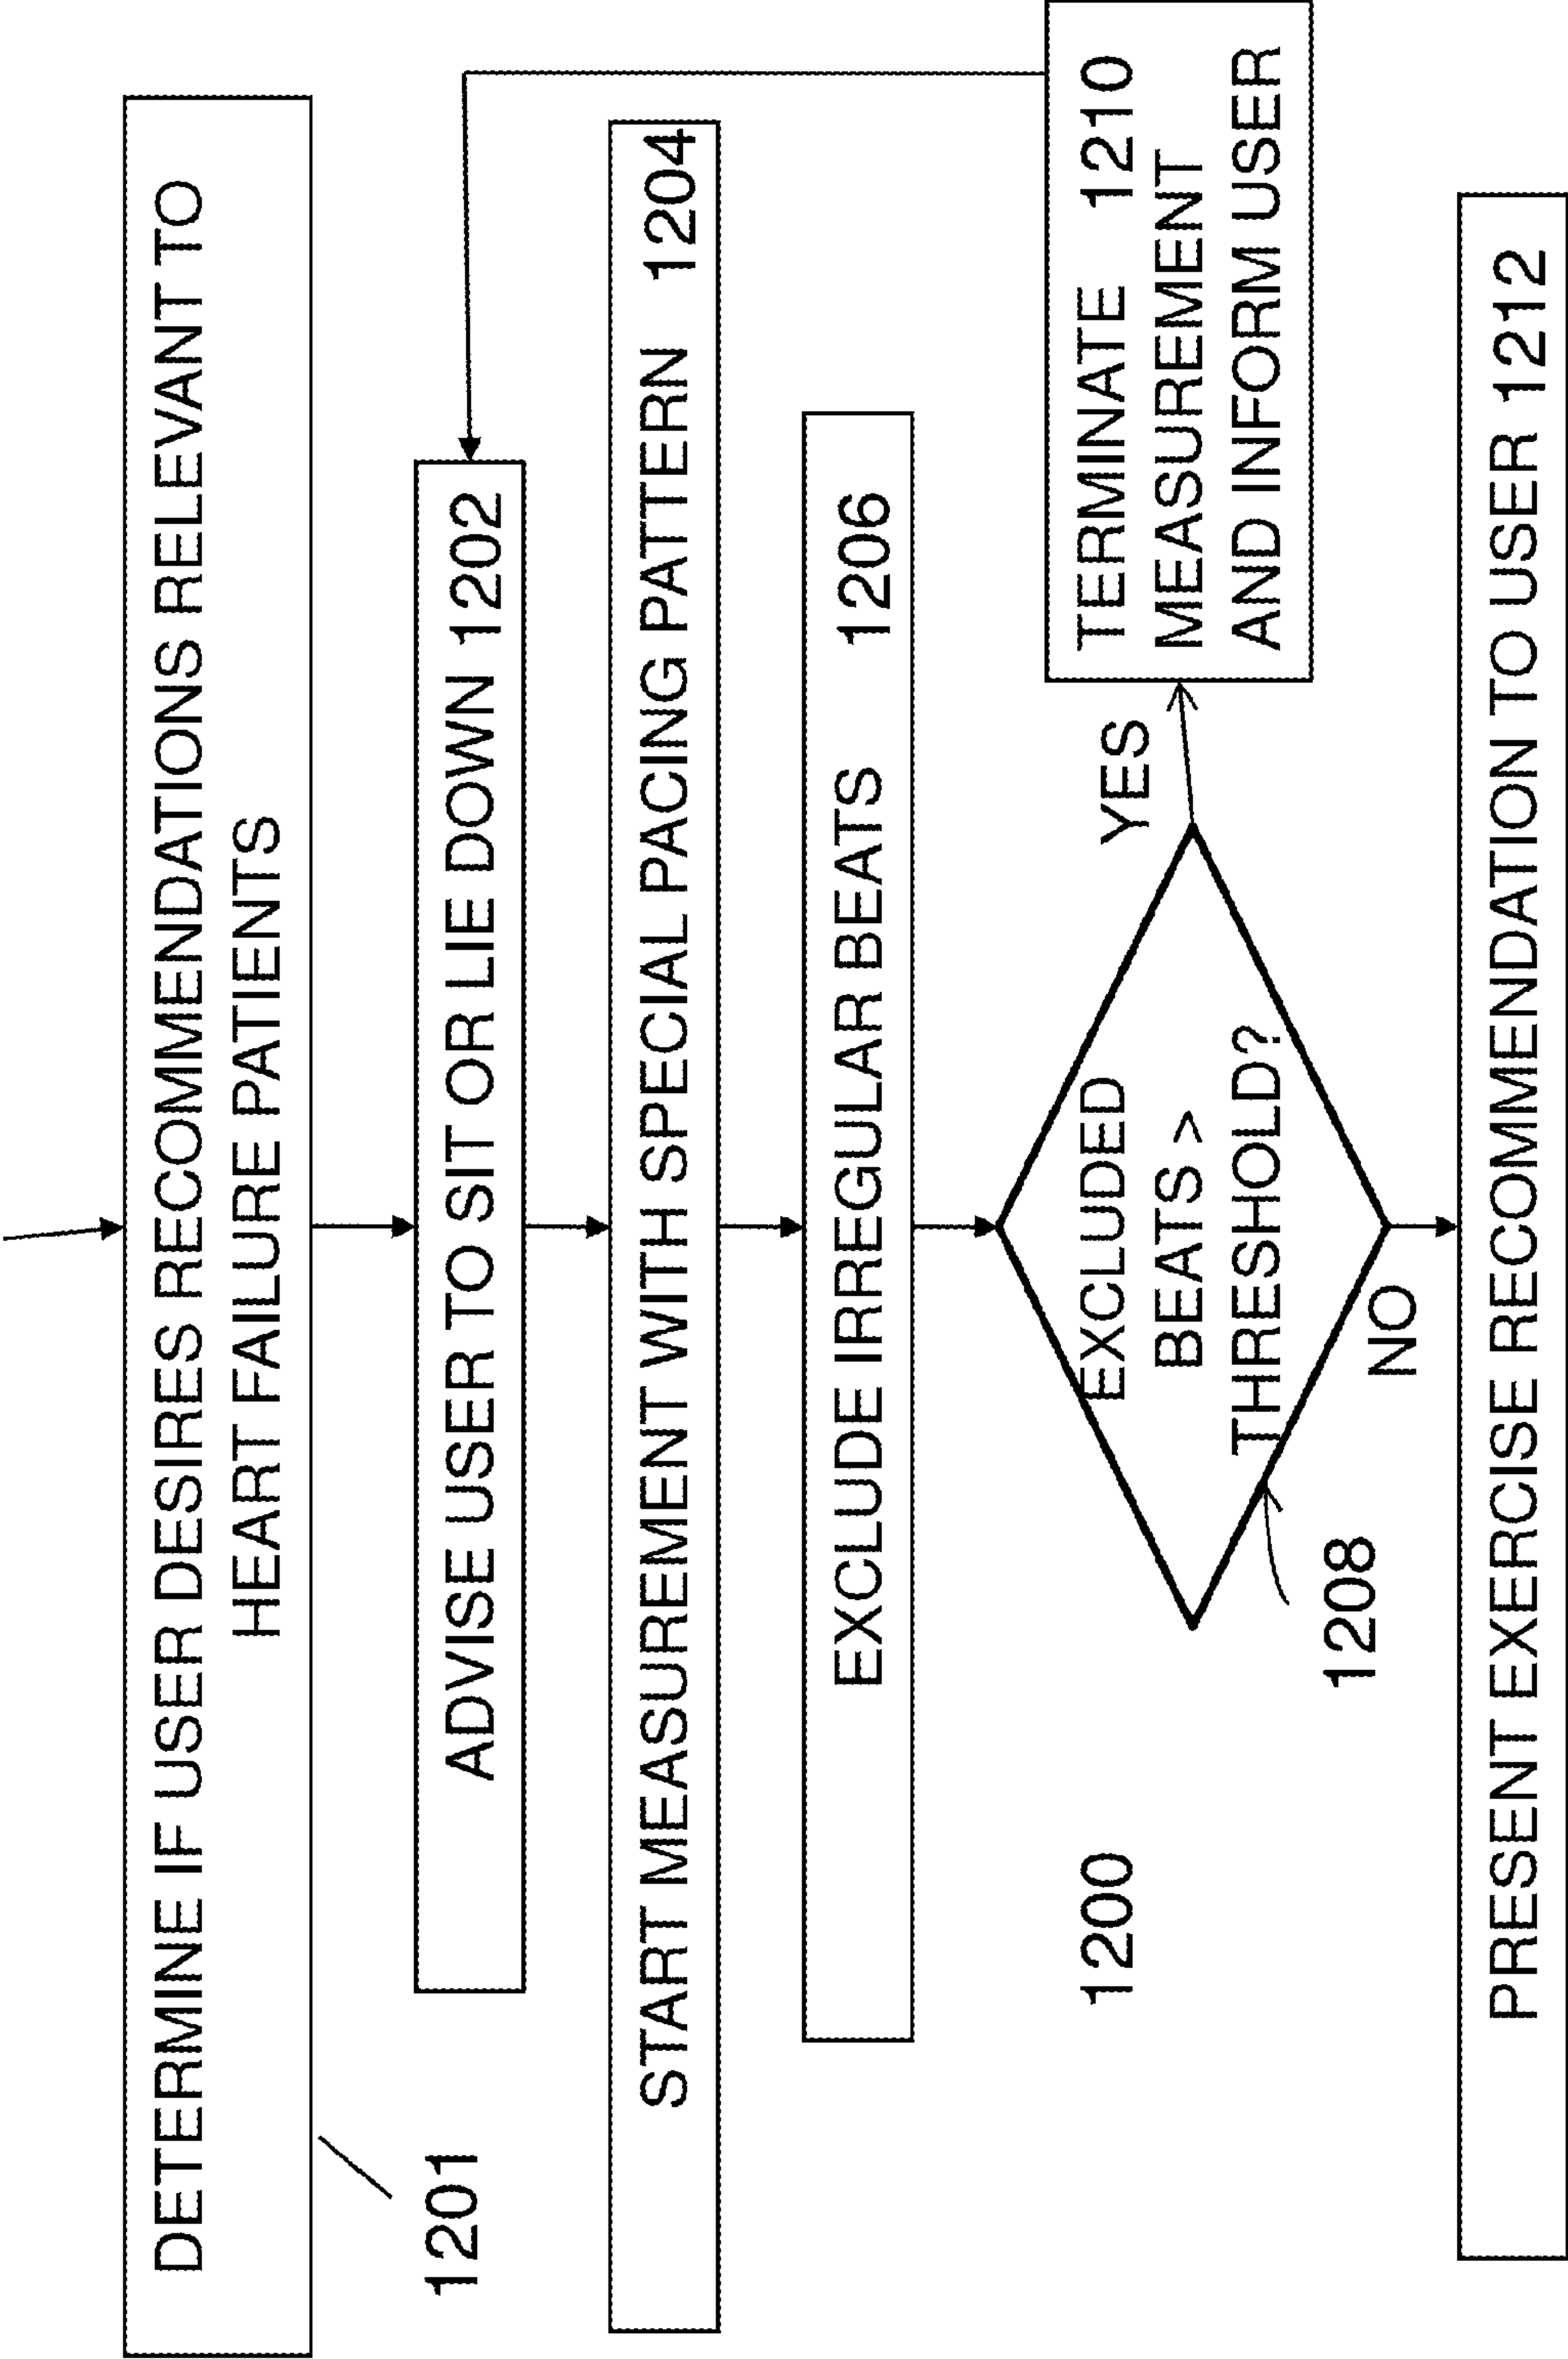 DETERMINE IF USER DESIRES RECOMMENDATIONS RELEVANT TO
HEART FAILURE PATIENTS
1201
ADVISE USER TO SIT OR LIE DOWN 1202
START MEASUREMENT WITH SPECIAL PACING PATTERN 1204
EXCLUDE IRREGULAR BEATS 1206
1200
EXCLUDED
BEATS >
THRESHOLD?
1208
YES
NO
TERMINATE 1210
MEASUREMENT
AND INFORM USER
PRESENT EXERCISE RECOMMENDATION TO USER 1212